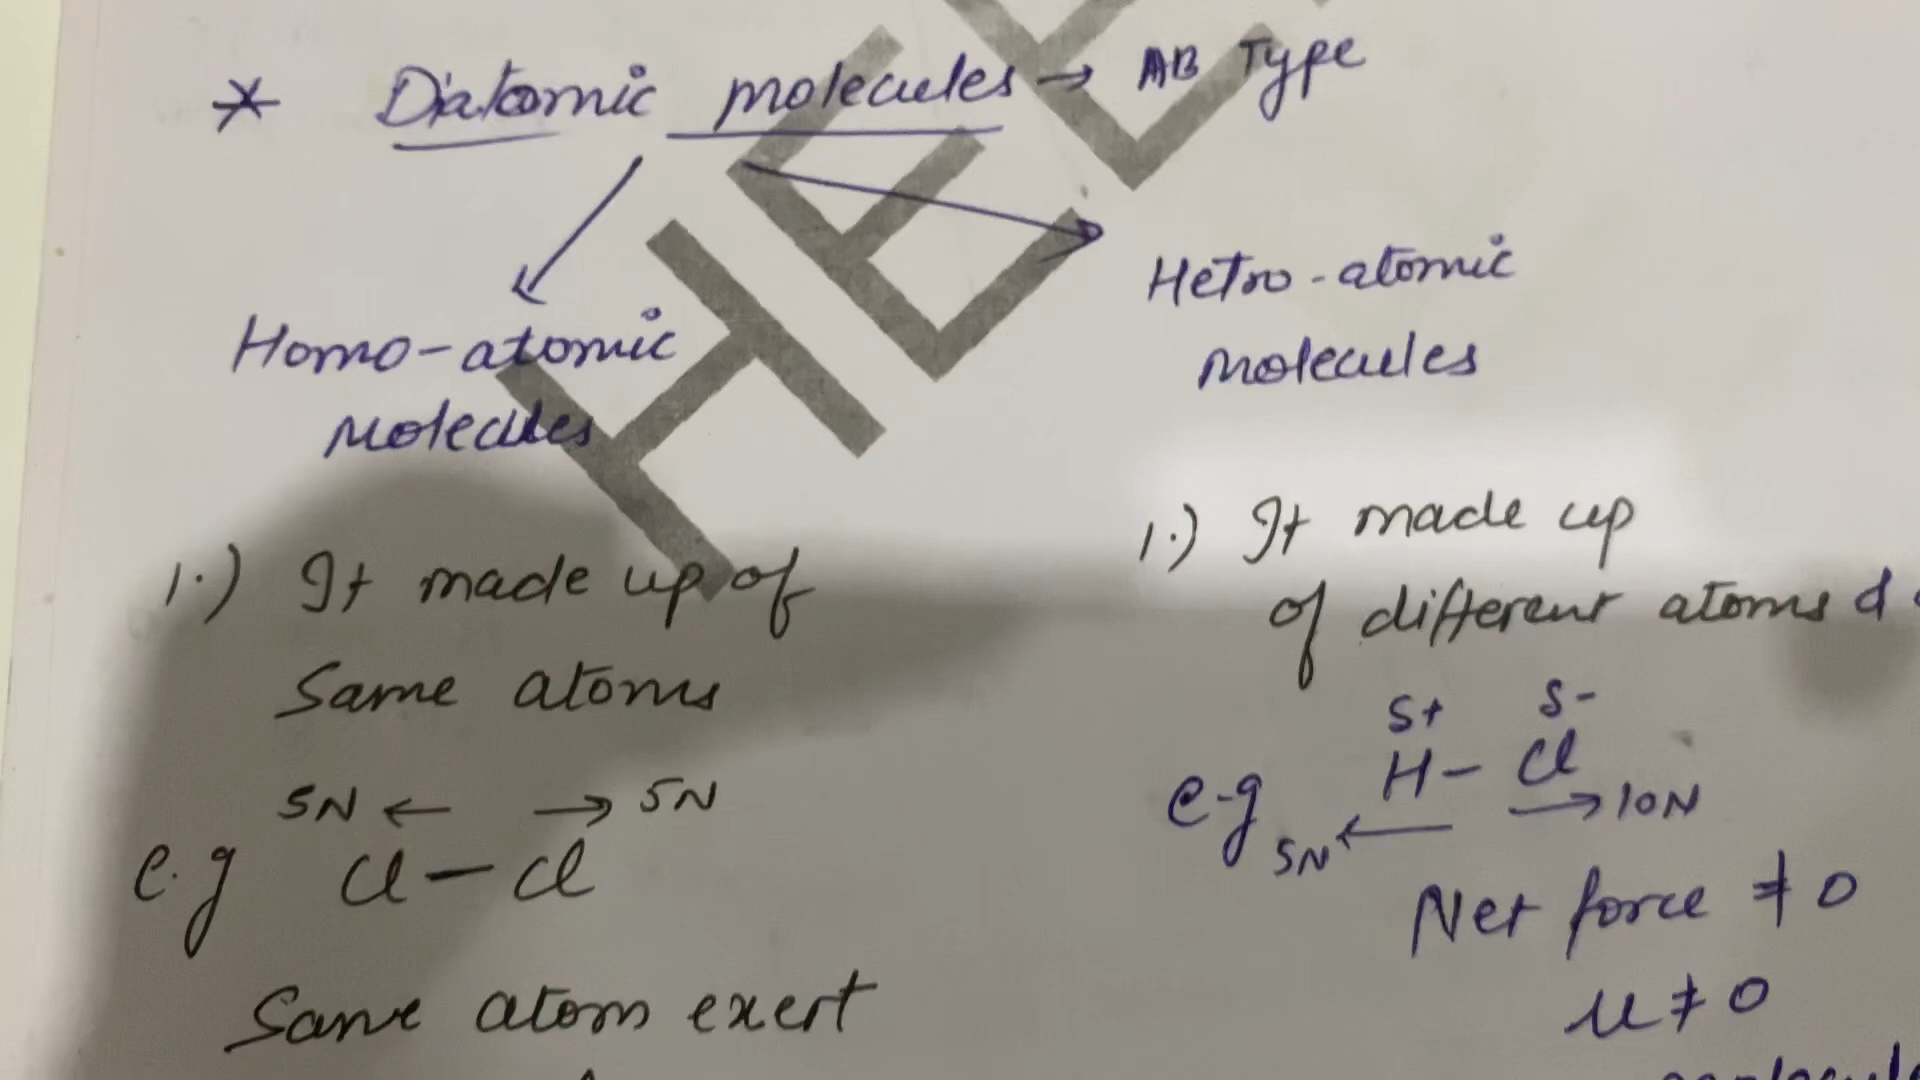 * Diatomic molecules → AB Type
Homo-atomic
molecules
1.) It made up of
Same atoms
5N ← → 5N
e.g Cl — Cl
Same atom exert
Hetro-atomic
molecules
1.) It made up
of different atoms &
S+ S-
e-g H - Cl
5N ← → 10N
Net force ≠ 0
u ≠ 0